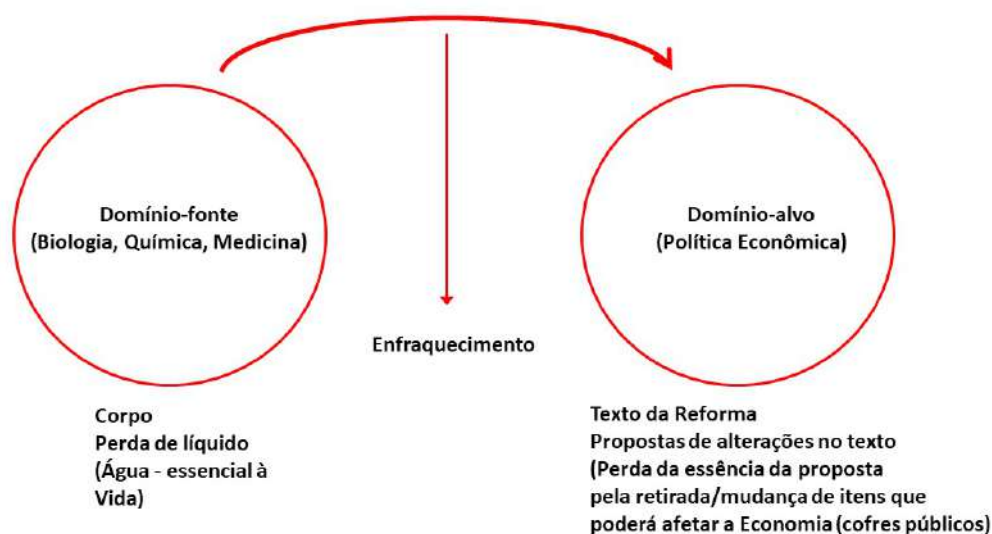 Domínio-fonte
(Biologia, Química, Medicina)
Domínio-alvo
(Política Econômica)
Enfraquecimento
Corpo
Perda de líquido
(Água - essencial à
Vida)
Texto da Reforma
Propostas de alterações no texto
(Perda da essência da proposta
pela retirada/mudança de itens que
poderá afetar a Economia (cofres públicos)